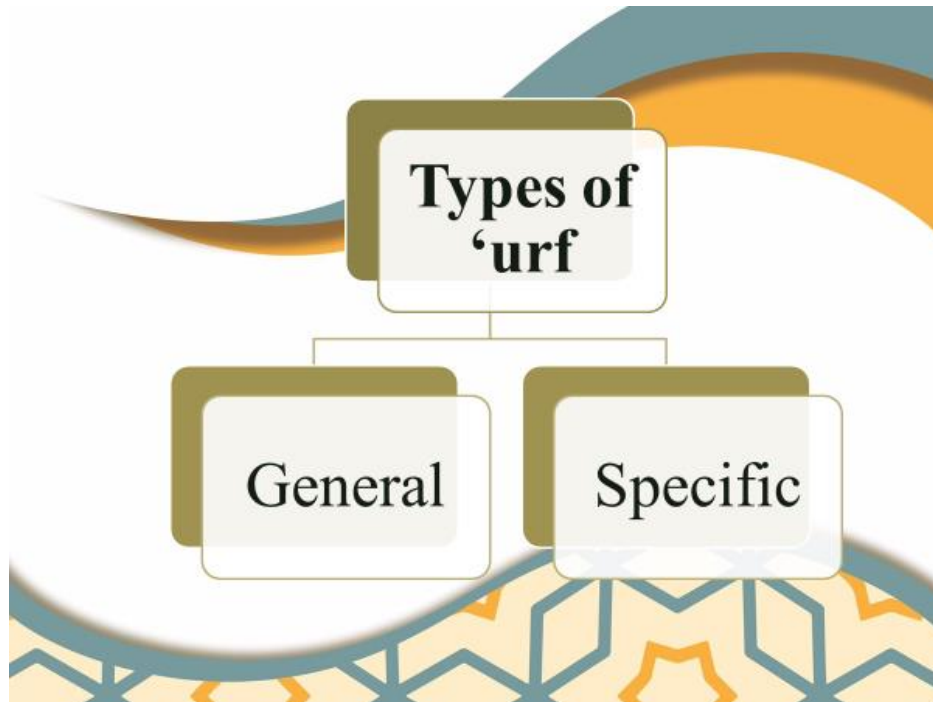 Types of
‘urf
General
Specific